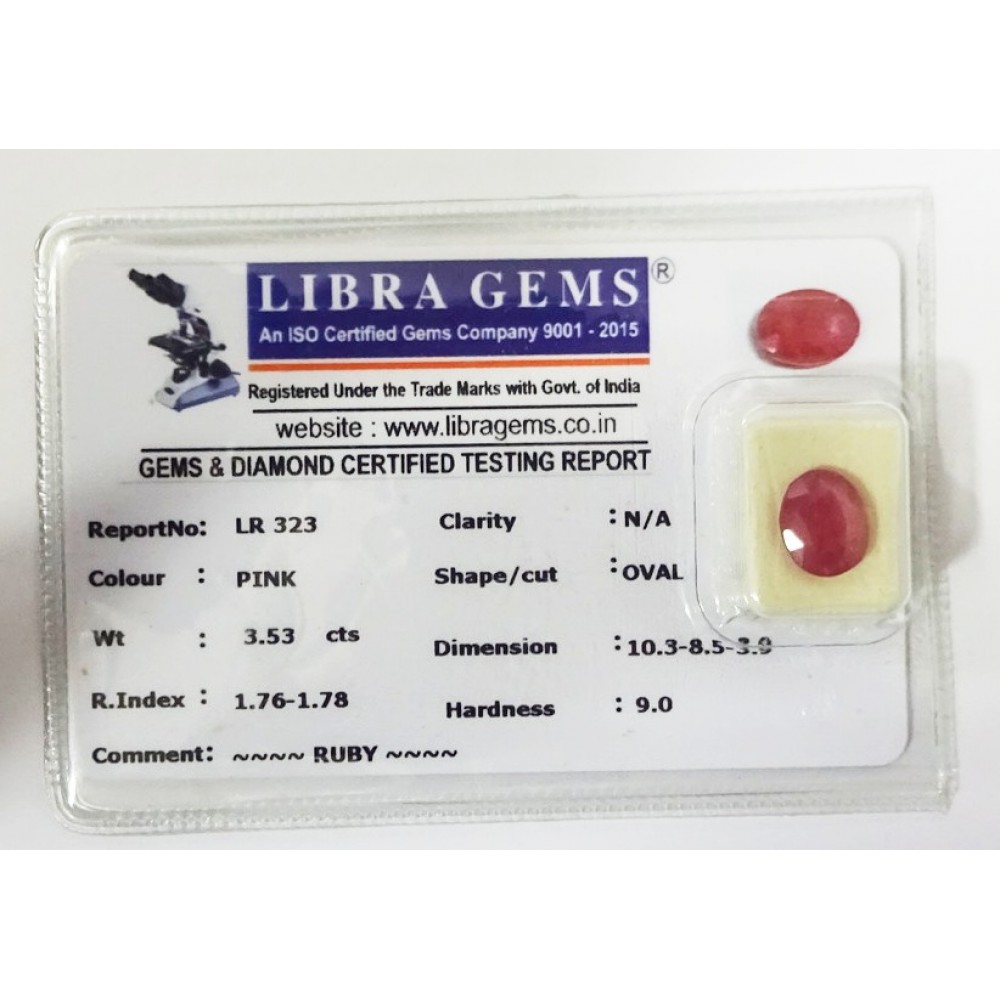 LIBRA GEMS ®
An ISO Certified Gems Company 9001 - 2015
Registered Under the Trade Marks with Govt. of India
website : www.libragems.co.in
GEMS & DIAMOND CERTIFIED TESTING REPORT
ReportNo: LR 323 Clarity : N/A
Colour : PINK Shape/cut : OVAL
Wt : 3.53 cts Dimension : 10.3-8.5-3.9
R.Index : 1.76-1.78 Hardness : 9.0
Comment: ~~~~ RUBY ~~~~